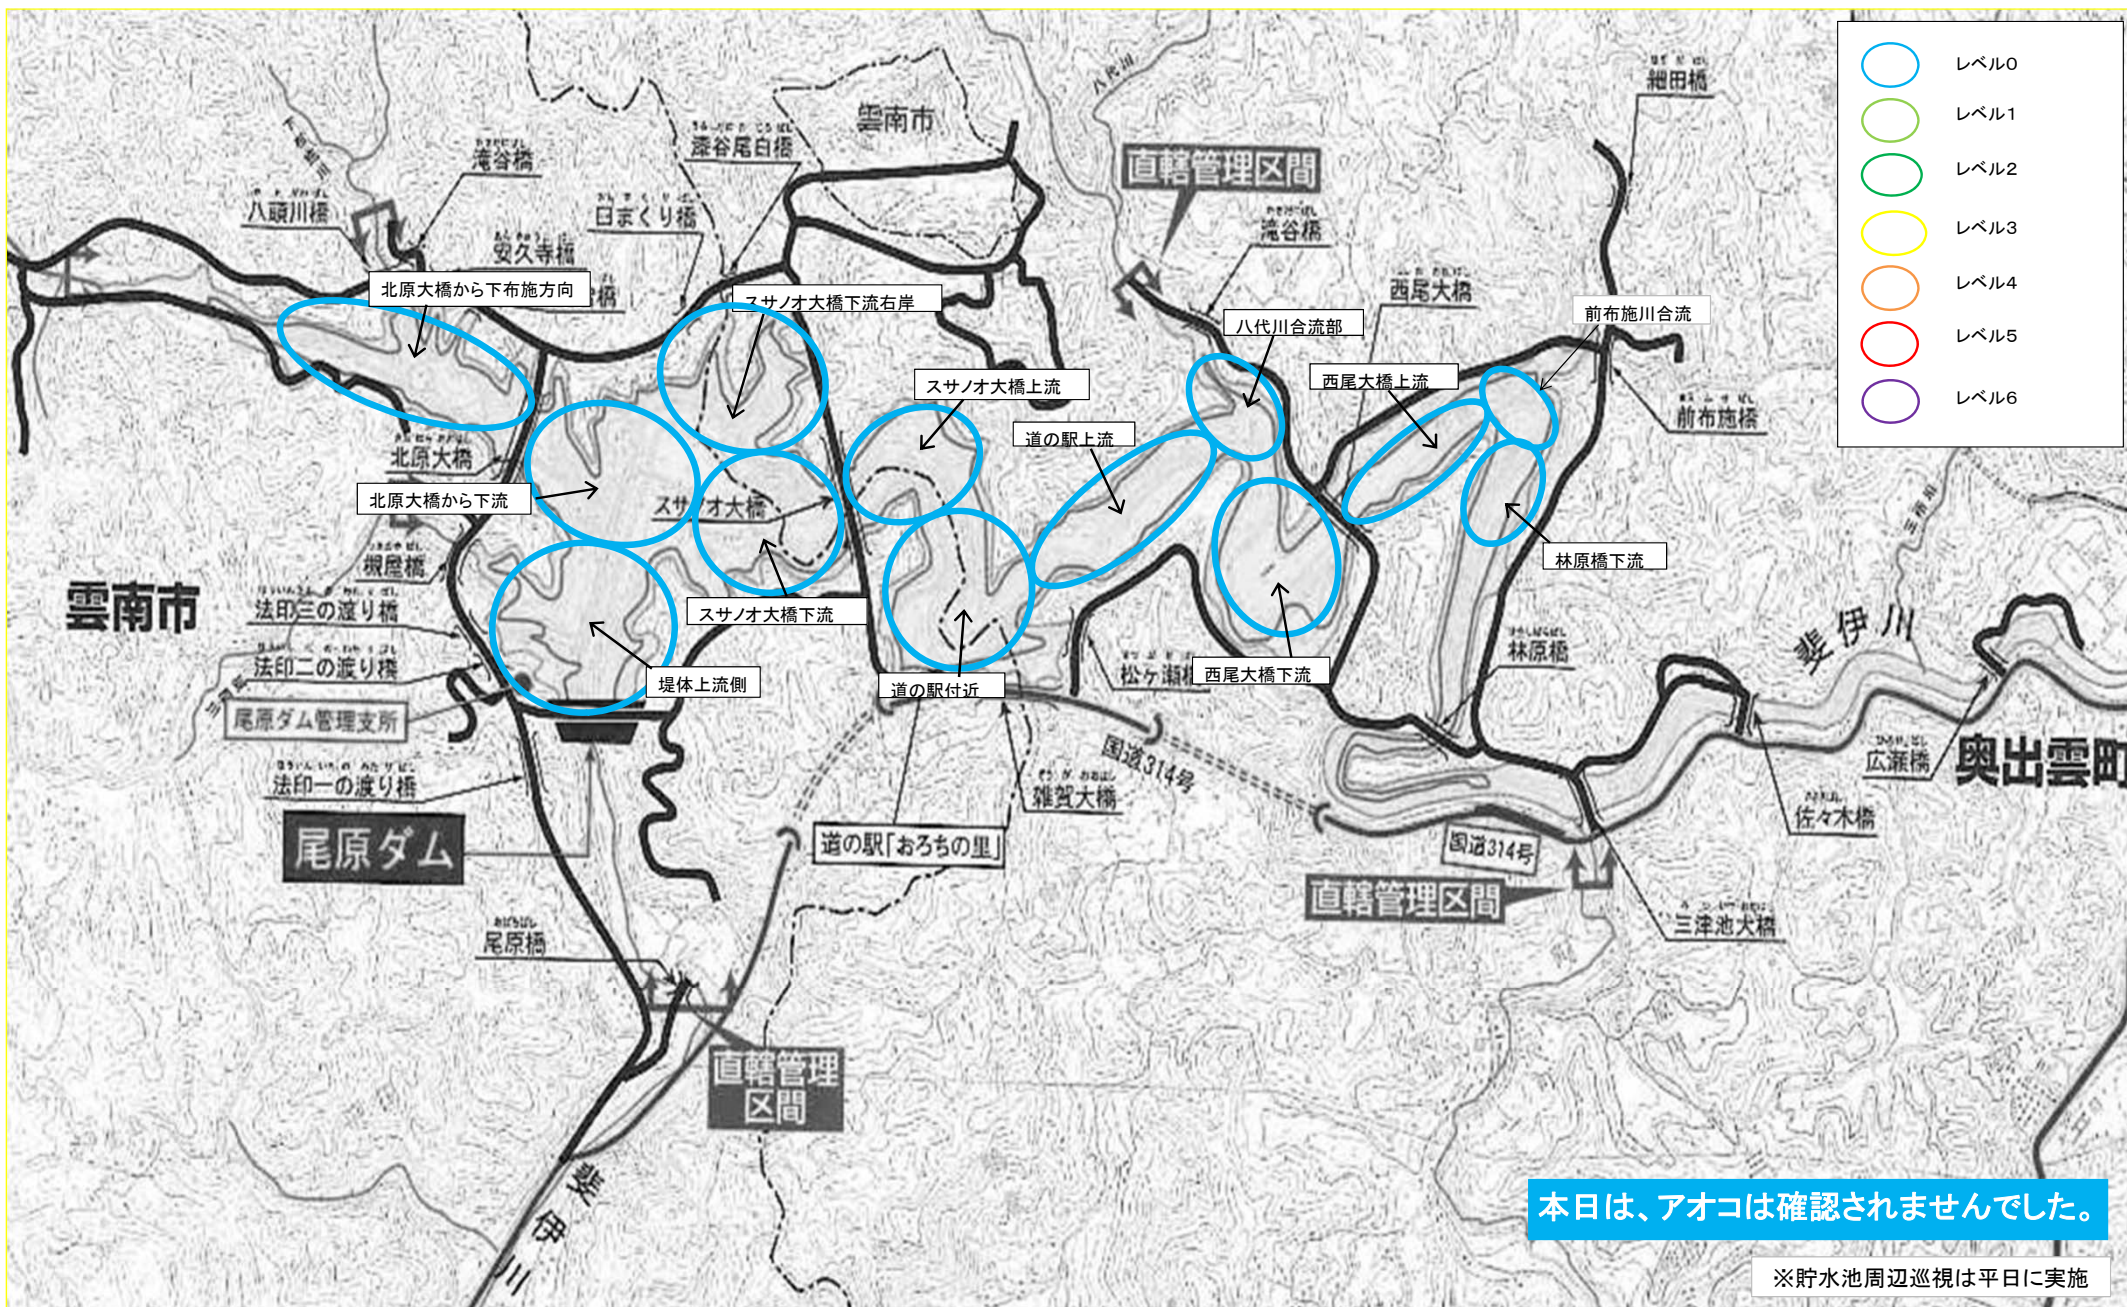 レベル0
レベル1
レベル2
レベル3
レベル4
レベル5
レベル6
細田橋
雲南市
八代川
漆谷尾白橋
滝谷橋
直轄管理区間
八頭川橋
日まくり橋
滝谷橋
安久寺橋
西尾大橋
北原大橋から下布施方向
スサノオ大橋下流右岸
前布施川合流
八代川合流部
スサノオ大橋上流
西尾大橋上流
前布施橋
道の駅上流
北原大橋
北原大橋から下流
スサノオ大橋
槻屋橋
林原橋下流
雲南市
法印三の渡り橋
スサノオ大橋下流
斐伊川
法印二の渡り橋
林原橋
松ヶ瀬橋
西尾大橋下流
堤体上流側
道の駅付近
尾原ダム管理支所
国道314号
広瀬橋
奥出雲町
法印一の渡り橋
雑賀大橋
佐々木橋
尾原ダム
道の駅「おろちの里」
国道314号
直轄管理区間
三津池大橋
尾原橋
直轄管理
区間
斐伊川
本日は、アオコは確認されませんでした。
※貯水池周辺巡視は平日に実施